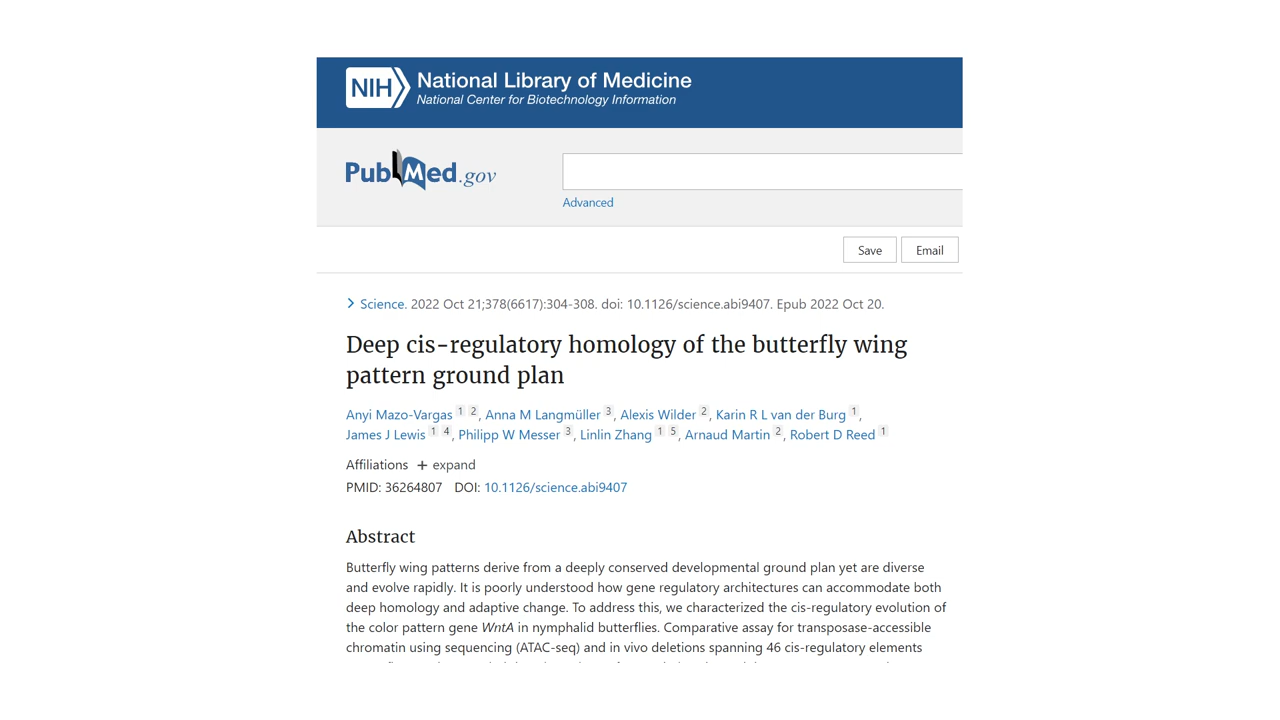 NIH National Library of Medicine
National Center for Biotechnology Information
PubMed.gov
Advanced
Save Email
Science. 2022 Oct 21;378(6617):304-308. doi: 10.1126/science.abi9407. Epub 2022 Oct 20.
Deep cis-regulatory homology of the butterfly wing
pattern ground plan
Anyi Mazo-Vargas 1 2, Anna M Langmüller 3, Alexis Wilder 2, Karin R L van der Burg 1,
James J Lewis 1 4, Philipp W Messer 3, Linlin Zhang 1 5, Arnaud Martin 2, Robert D Reed 1
Affiliations + expand
PMID: 36264807 DOI: 10.1126/science.abi9407
Abstract
Butterfly wing patterns derive from a deeply conserved developmental ground plan yet are diverse
and evolve rapidly. It is poorly understood how gene regulatory architectures can accommodate both
deep homology and adaptive change. To address this, we characterized the cis-regulatory evolution of
the color pattern gene WntA in nymphalid butterflies. Comparative assay for transposase-accessible
chromatin using sequencing (ATAC-seq) and in vivo deletions spanning 46 cis-regulatory elements